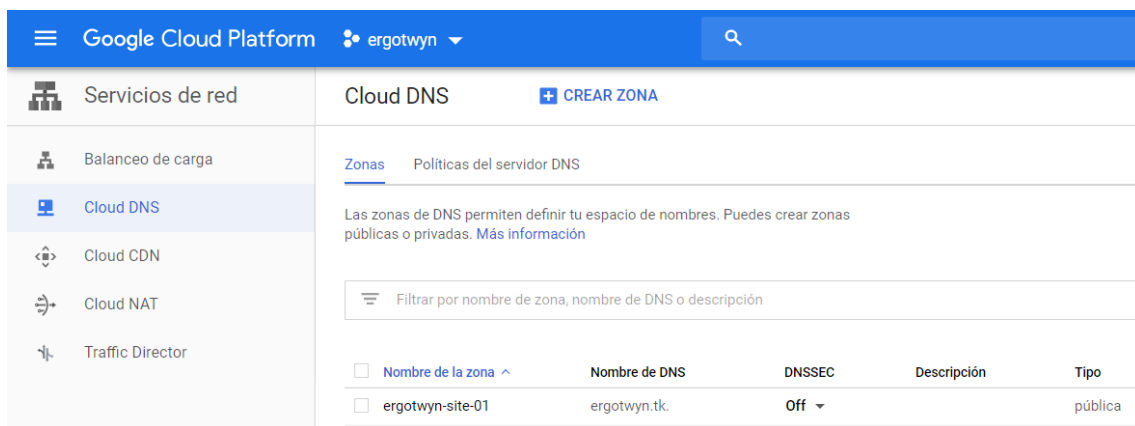 Google Cloud Platform ergotwyn
Servicios de red
Balanceo de carga
Cloud DNS
Cloud CDN
Cloud NAT
Traffic Director
Cloud DNS CREAR ZONA
Zonas Políticas del servidor DNS
Las zonas de DNS permiten definir tu espacio de nombres. Puedes crear zonas
públicas o privadas. Más información
Filtrar por nombre de zona, nombre de DNS o descripción
Nombre de la zona Nombre de DNS DNSSEC Descripción Tipo
ergotwyn-site-01 ergotwyn.tk. Off pública